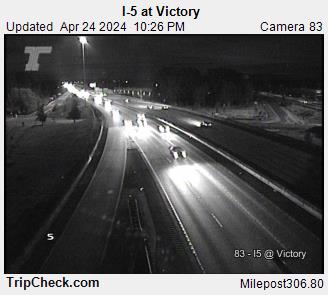 I-5 at Victory
Updated Apr 24 2024 10:26 PM Camera 83
T
S
83 - I5 @ Victory
TripCheck.com Milepost306.80